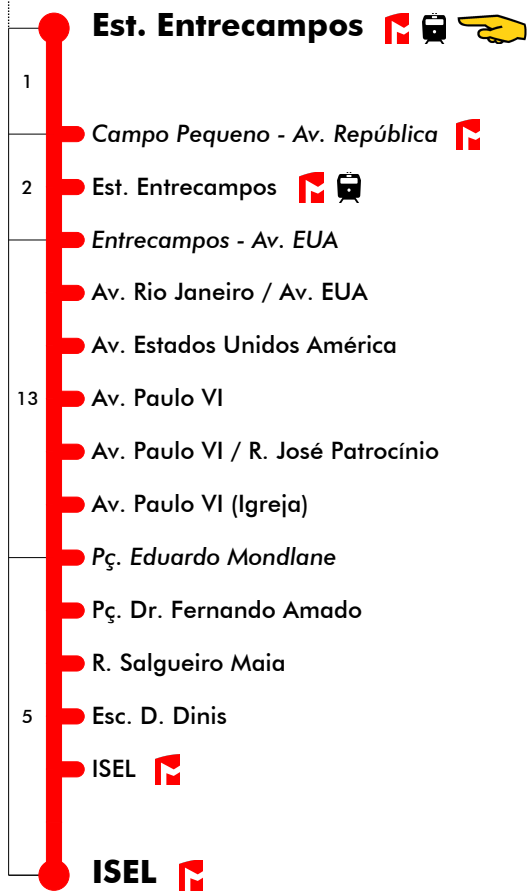 Est. Entrecampos
1
Campo Pequeno - Av. República
2
Est. Entrecampos
Entrecampos - Av. EUA
Av. Rio Janeiro / Av. EUA
Av. Estados Unidos América
13
Av. Paulo VI
Av. Paulo VI / R. José Patrocínio
Av. Paulo VI (Igreja)
Pç. Eduardo Mondlane
Pç. Dr. Fernando Amado
R. Salgueiro Maia
5
Esc. D. Dinis
ISEL
ISEL